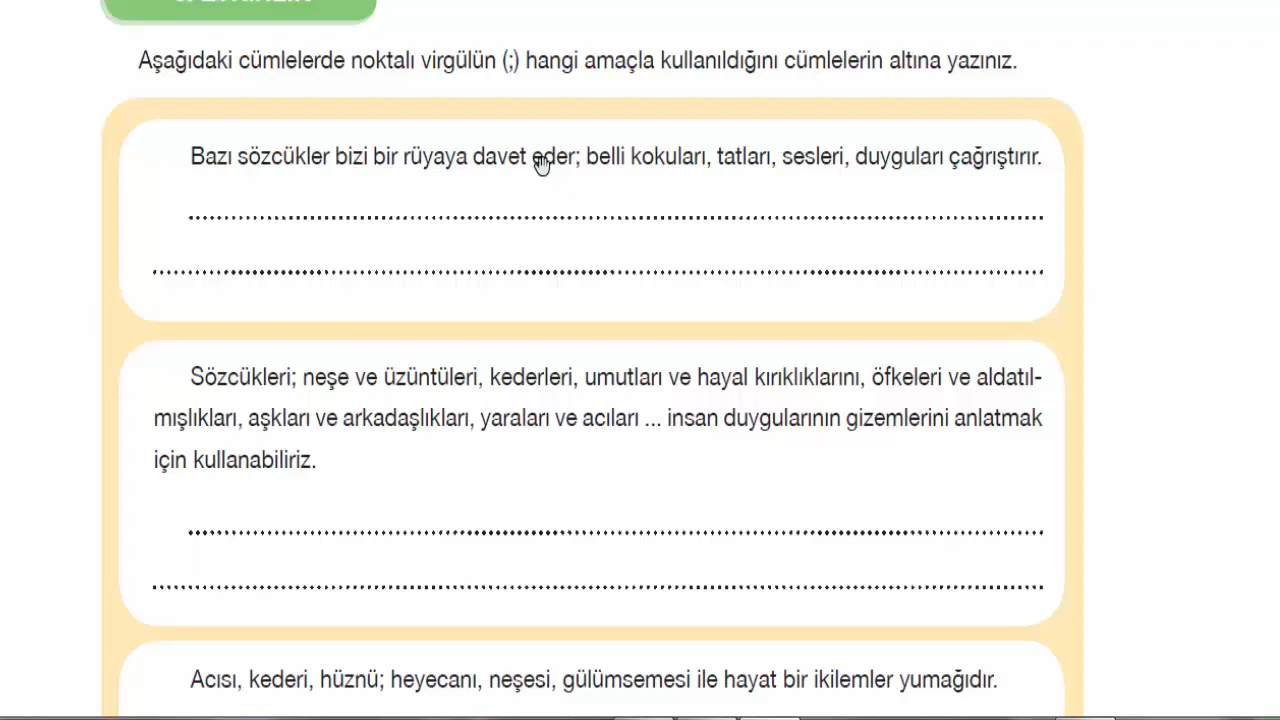 Aşağıdaki cümlelerde noktalı virgülün (;) hangi amaçla kullanıldığını cümlelerin altına yazınız.
Bazı sözcükler bizi bir rüyaya davet eder; belli kokuları, tatları, sesleri, duyguları çağrıştırır.
Sözcükleri; neşe ve üzüntüleri, kederleri, umutları ve hayal kırıklıklarını, öfkeleri ve aldatıl-
mışlıkları, aşkları ve arkadaşlıkları, yaraları ve acıları ... insan duygularının gizemlerini anlatmak
için kullanabiliriz.
Acısı, kederi, hüznü; heyecanı, neşesi, gülümsemesi ile hayat bir ikilemler yumağıdır.